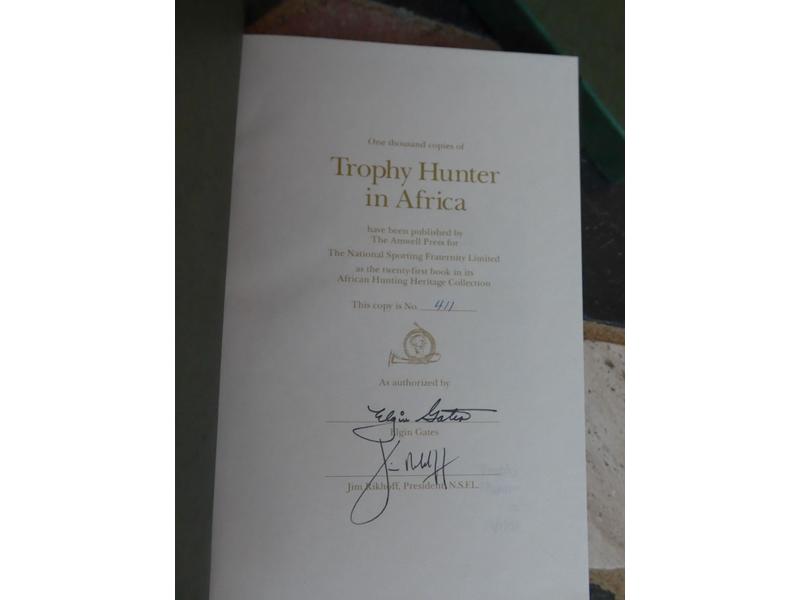 One thousand copies of
Trophy Hunter
in Africa
have been published by
The Amwell Press for
The National Sporting Fraternity Limited
as the twenty-first book in its
African Hunting Heritage Collection
This copy is No. 411
As authorized by
Elgin Gates
Elgin Gates
Jim Rikhoff
Jim Rikhoff, President, N.S.F.L.